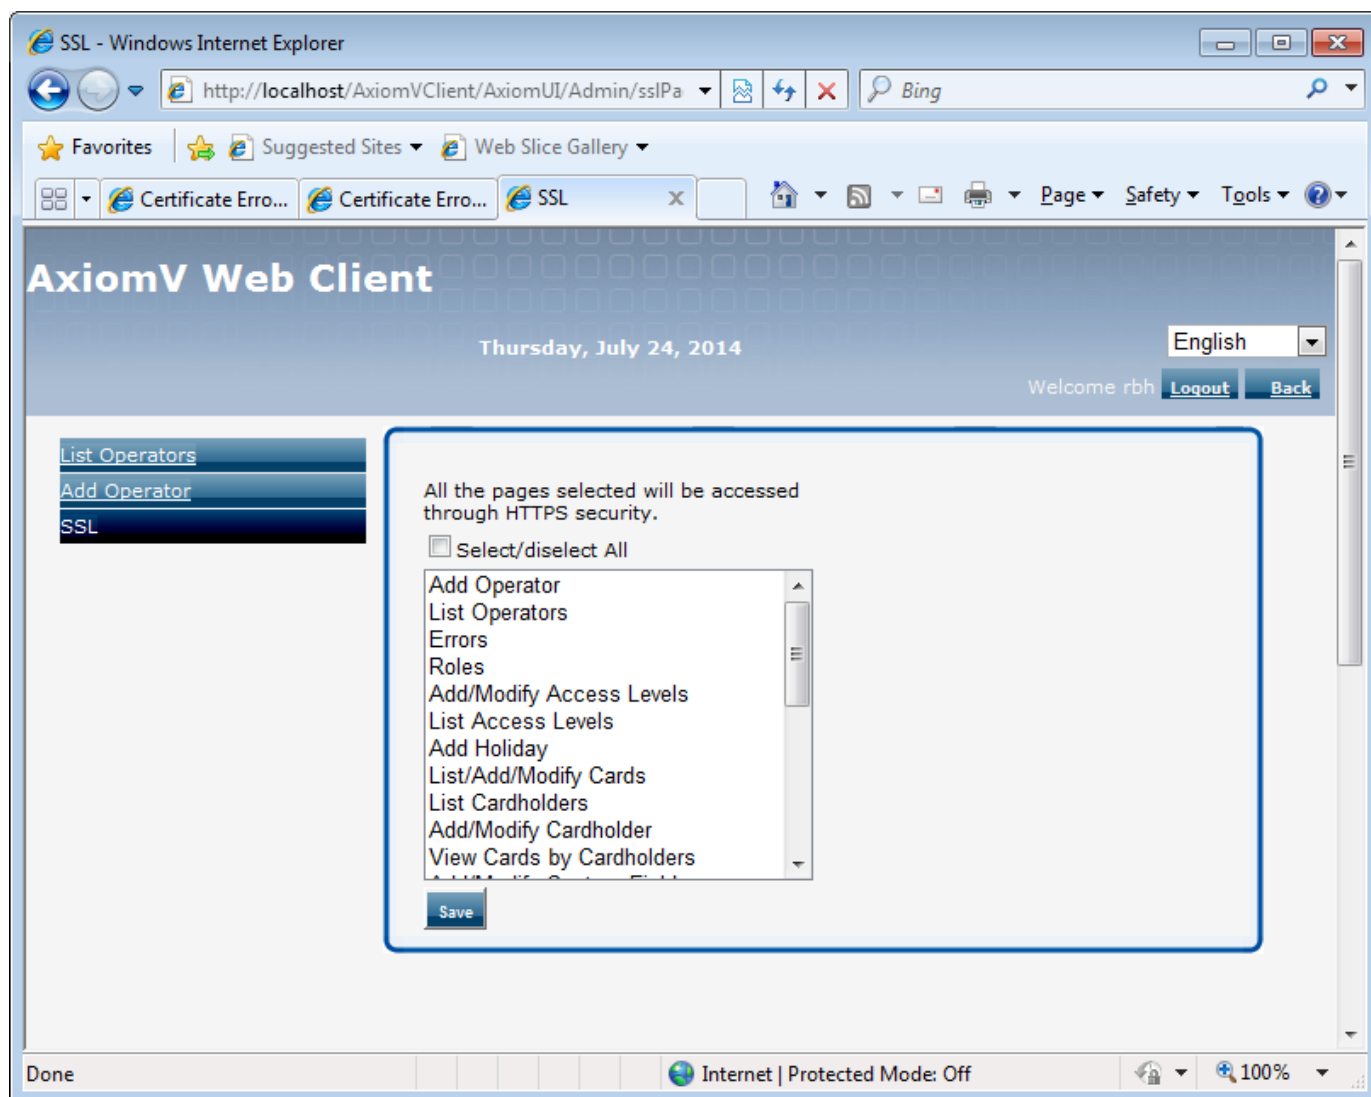 SSL - Windows Internet Explorer
http://localhost/AxiomVClient/AxiomUI/Admin/sslPa
Bing
Favorites
Suggested Sites
Web Slice Gallery
Certificate Erro...
Certificate Erro...
SSL
x
Page
Safety
Tools
AxiomV Web Client
Thursday, July 24, 2014
English
Welcome rbh
Logout
Back
List Operators
Add Operator
SSL
All the pages selected will be accessed
through HTTPS security.
Select/diselect All
Add Operator
List Operators
Errors
Roles
Add/Modify Access Levels
List Access Levels
Add Holiday
List/Add/Modify Cards
List Cardholders
Add/Modify Cardholder
View Cards by Cardholders
Save
Done
Internet | Protected Mode: Off
100%